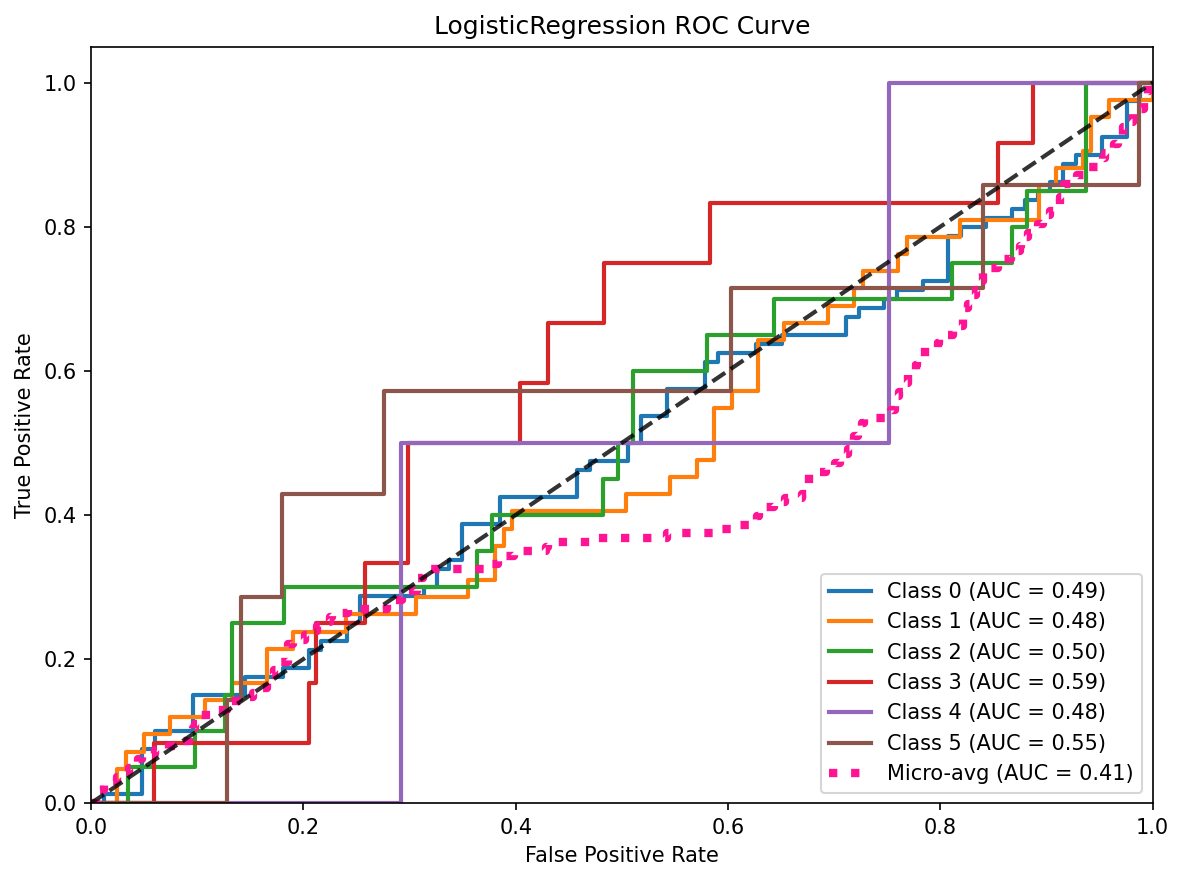 LogisticRegression ROC Curve
True Positive Rate
1.0
0.8
0.6
0.4
0.2
0.0
0.0 0.2 0.4 0.6 0.8 1.0
False Positive Rate
Class 0 (AUC = 0.49)
Class 1 (AUC = 0.48)
Class 2 (AUC = 0.50)
Class 3 (AUC = 0.59)
Class 4 (AUC = 0.48)
Class 5 (AUC = 0.55)
Micro-avg (AUC = 0.41)